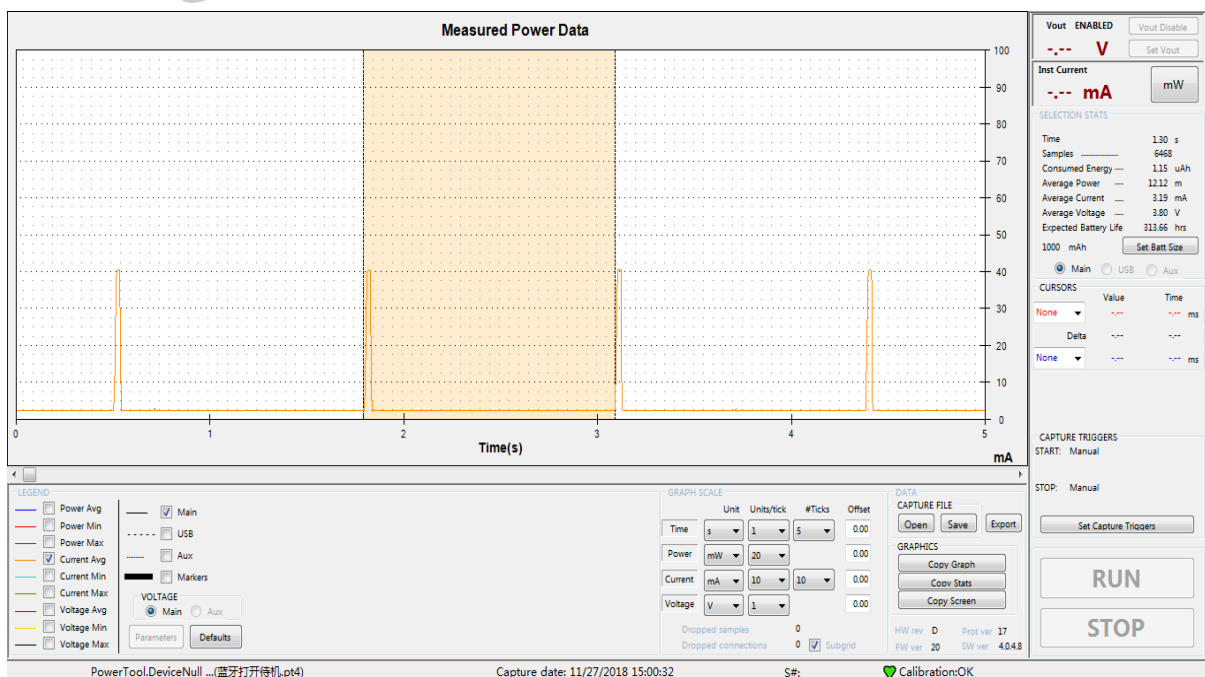 Measured Power Data
100
90
80
70
60
50
40
30
20
10
0
0 1 2 3 4 5
Time(s)
mA
Vout ENABLED Vout Disable
-.-- V Set Vout
Inst Current
-.-- mA mW
SELECTION STATS
Time 1.30 s
Samples 6468
Consumed Energy 1.15 uAh
Average Power 12.12 m
Average Current 3.19 mA
Average Voltage 3.80 V
Expected Battery Life 313.66 hrs
1000 mAh Set Batt Size
Main USB Aux
CURSORS
Value Time
None -.-- -.-- ms
Delta -.-- -.--
None -.-- -.-- ms
CAPTURE TRIGGERS
START: Manual
STOP: Manual
Set Capture Triggers
RUN
STOP
LEGEND
Power Avg
Power Min
Power Max
Current Avg
Current Min
Current Max
Voltage Avg
Voltage Min
Voltage Max
Main
USB
Aux
Markers
VOLTAGE
Main Aux
Parameters Defaults
GRAPH SCALE
Unit Units/tick #Ticks Offset
Time s 1 5 0.00
Power mW 20 0.00
Current mA 10 10 0.00
Voltage V 1 0.00
Dropped samples 0
Dropped connections 0 Subgrid
DATA
CAPTURE FILE
Open Save Export
GRAPHICS
Copy Graph
Copy Stats
Copy Screen
HW rev D Prot ver 17
FW ver 20 SW ver 4.0.4.8
PowerTool.DeviceNull ...(蓝牙打开待机.pt4) Capture date: 11/27/2018 15:00:32 S#: Calibration:OK